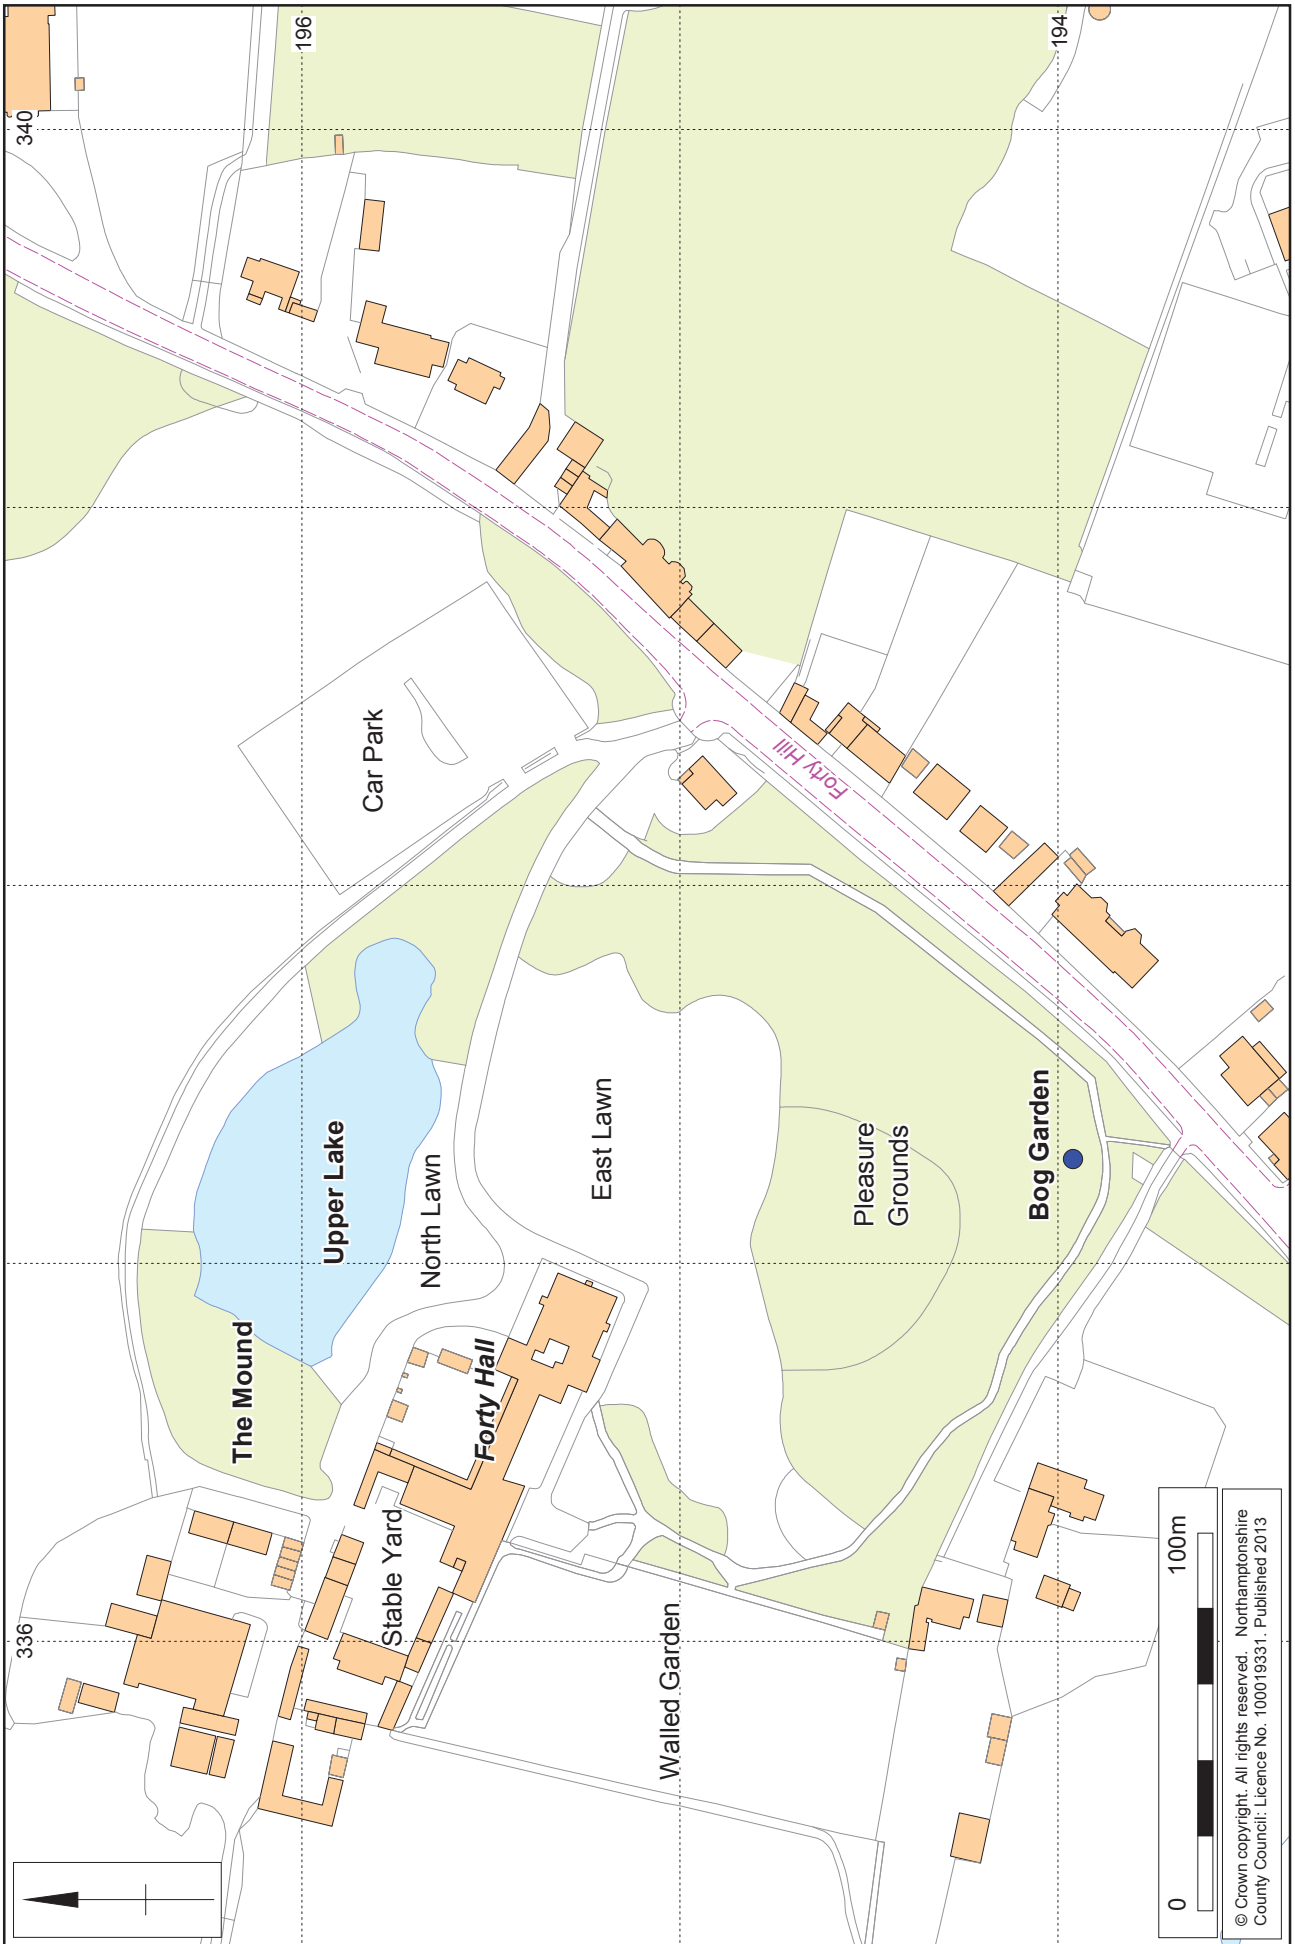 340
196
194
336
Car Park
Forty Hill
Upper Lake
North Lawn
East Lawn
Pleasure
Grounds
Bog Garden
The Mound
Forty Hall
Stable Yard
Walled Garden
0
100m
© Crown copyright. All rights reserved. Northamptonshire
County Council: Licence No. 100019331. Published 2013